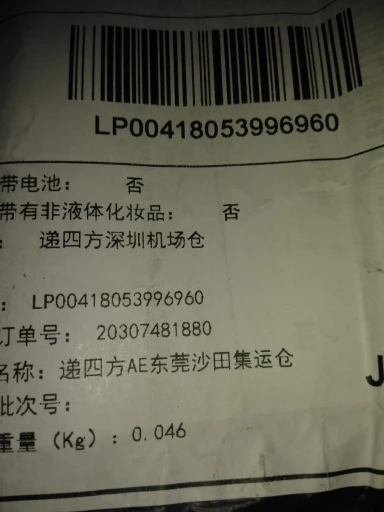 LP00418053996960
带电池： 否
带有非液体化妆品： 否
： 递四方深圳机场仓
： LP00418053996960
订单号： 20307481880
名称：递四方AE东莞沙田集运仓
J
批次号：
重量（Kg）：0.046